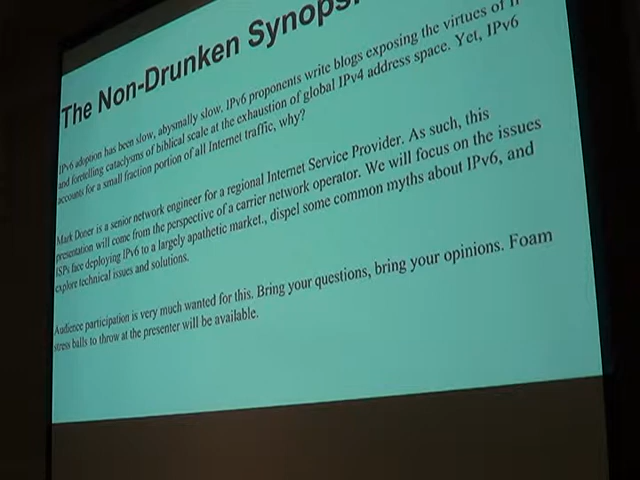 The Non-Drunken Synopsi
IPv6 adoption has been slow, abysmally slow. IPv6 proponents write blogs exposing the virtues of
and foretelling cataclysms of biblical scale at the exhaustion of global IPv4 address space. Yet, IPv6
accounts for a small fraction portion of all Internet traffic, why?
Mark Doner is a senior network engineer for a regional Internet Service Provider. As such, this
presentation will come from the perspective of a carrier network operator. We will focus on the issues
ISPs face deploying IPv6 to a largely apathetic market., dispel some common myths about IPv6, and
explore technical issues and solutions.
Audience participation is very much wanted for this. Bring your questions, bring your opinions. Foam
stress balls to throw at the presenter will be available.